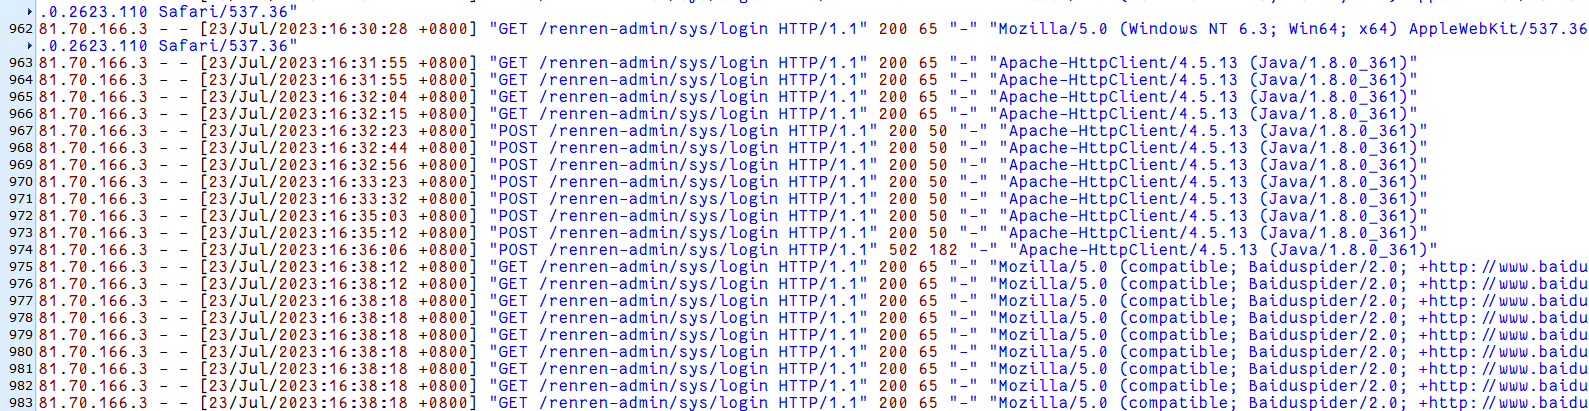 .0.2623.110 Safari/537.36"
962 81.70.166.3 - - [23/Jul/2023:16:30:28 +0800] "GET /renren-admin/sys/login HTTP/1.1" 200 65 "-" "Mozilla/5.0 (Windows NT 6.3; Win64; x64) AppleWebKit/537.36
.0.2623.110 Safari/537.36"
963 81.70.166.3 - - [23/Jul/2023:16:31:55 +0800] "GET /renren-admin/sys/login HTTP/1.1" 200 65 "-" "Apache-HttpClient/4.5.13 (Java/1.8.0_361)"
964 81.70.166.3 - - [23/Jul/2023:16:31:55 +0800] "GET /renren-admin/sys/login HTTP/1.1" 200 65 "-" "Apache-HttpClient/4.5.13 (Java/1.8.0_361)"
965 81.70.166.3 - - [23/Jul/2023:16:32:04 +0800] "GET /renren-admin/sys/login HTTP/1.1" 200 65 "-" "Apache-HttpClient/4.5.13 (Java/1.8.0_361)"
966 81.70.166.3 - - [23/Jul/2023:16:32:15 +0800] "GET /renren-admin/sys/login HTTP/1.1" 200 65 "-" "Apache-HttpClient/4.5.13 (Java/1.8.0_361)"
967 81.70.166.3 - - [23/Jul/2023:16:32:23 +0800] "POST /renren-admin/sys/login HTTP/1.1" 200 50 "-" "Apache-HttpClient/4.5.13 (Java/1.8.0_361)"
968 81.70.166.3 - - [23/Jul/2023:16:32:44 +0800] "POST /renren-admin/sys/login HTTP/1.1" 200 50 "-" "Apache-HttpClient/4.5.13 (Java/1.8.0_361)"
969 81.70.166.3 - - [23/Jul/2023:16:32:56 +0800] "POST /renren-admin/sys/login HTTP/1.1" 200 50 "-" "Apache-HttpClient/4.5.13 (Java/1.8.0_361)"
970 81.70.166.3 - - [23/Jul/2023:16:33:23 +0800] "POST /renren-admin/sys/login HTTP/1.1" 200 50 "-" "Apache-HttpClient/4.5.13 (Java/1.8.0_361)"
971 81.70.166.3 - - [23/Jul/2023:16:33:32 +0800] "POST /renren-admin/sys/login HTTP/1.1" 200 50 "-" "Apache-HttpClient/4.5.13 (Java/1.8.0_361)"
972 81.70.166.3 - - [23/Jul/2023:16:35:03 +0800] "POST /renren-admin/sys/login HTTP/1.1" 200 50 "-" "Apache-HttpClient/4.5.13 (Java/1.8.0_361)"
973 81.70.166.3 - - [23/Jul/2023:16:35:12 +0800] "POST /renren-admin/sys/login HTTP/1.1" 200 50 "-" "Apache-HttpClient/4.5.13 (Java/1.8.0_361)"
974 81.70.166.3 - - [23/Jul/2023:16:36:06 +0800] "POST /renren-admin/sys/login HTTP/1.1" 502 182 "-" "Apache-HttpClient/4.5.13 (Java/1.8.0_361)"
975 81.70.166.3 - - [23/Jul/2023:16:38:12 +0800] "GET /renren-admin/sys/login HTTP/1.1" 200 65 "-" "Mozilla/5.0 (compatible; Baiduspider/2.0; +http://www.baidu
976 81.70.166.3 - - [23/Jul/2023:16:38:12 +0800] "GET /renren-admin/sys/login HTTP/1.1" 200 65 "-" "Mozilla/5.0 (compatible; Baiduspider/2.0; +http://www.baidu
977 81.70.166.3 - - [23/Jul/2023:16:38:18 +0800] "GET /renren-admin/sys/login HTTP/1.1" 200 65 "-" "Mozilla/5.0 (compatible; Baiduspider/2.0; +http://www.baidu
978 81.70.166.3 - - [23/Jul/2023:16:38:18 +0800] "GET /renren-admin/sys/login HTTP/1.1" 200 65 "-" "Mozilla/5.0 (compatible; Baiduspider/2.0; +http://www.baidu
979 81.70.166.3 - - [23/Jul/2023:16:38:18 +0800] "GET /renren-admin/sys/login HTTP/1.1" 200 65 "-" "Mozilla/5.0 (compatible; Baiduspider/2.0; +http://www.baidu
980 81.70.166.3 - - [23/Jul/2023:16:38:18 +0800] "GET /renren-admin/sys/login HTTP/1.1" 200 65 "-" "Mozilla/5.0 (compatible; Baiduspider/2.0; +http://www.baidu
981 81.70.166.3 - - [23/Jul/2023:16:38:18 +0800] "GET /renren-admin/sys/login HTTP/1.1" 200 65 "-" "Mozilla/5.0 (compatible; Baiduspider/2.0; +http://www.baidu
982 81.70.166.3 - - [23/Jul/2023:16:38:18 +0800] "GET /renren-admin/sys/login HTTP/1.1" 200 65 "-" "Mozilla/5.0 (compatible; Baiduspider/2.0; +http://www.baidu
983 81.70.166.3 - - [23/Jul/2023:16:38:18 +0800] "GET /renren-admin/sys/login HTTP/1.1" 200 65 "-" "Mozilla/5.0 (compatible; Baiduspider/2.0; +http://www.baidu